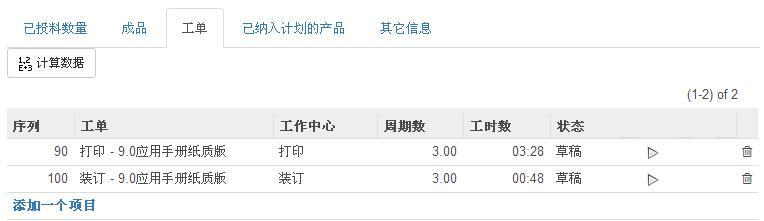 已投料数量 成品 工单 已纳入计划的产品 其它信息
计算数据
(1-2) of 2
序列 工单 工作中心 周期数 工时数 状态
90 打印 - 9.0应用手册纸质版 打印 3.00 03:28 草稿
100 装订 - 9.0应用手册纸质版 装订 3.00 00:48 草稿
添加一个项目